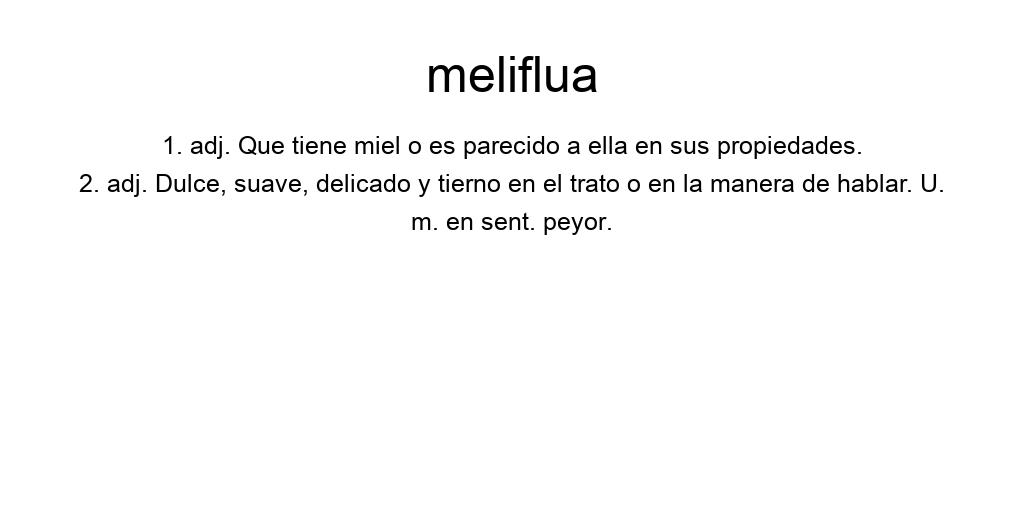 meliflua
1. adj. Que tiene miel o es parecido a ella en sus propiedades.
2. adj. Dulce, suave, delicado y tierno en el trato o en la manera de hablar. U.
m. en sent. peyor.